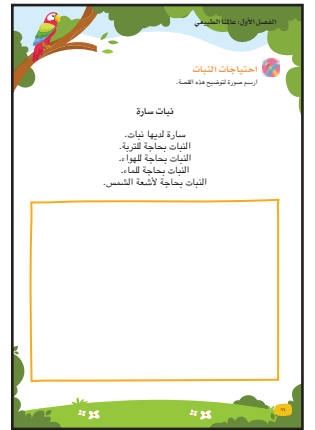 الفصل الأول: عالمنا الطبيعي
احتياجات النبات
ارسم صورة لتوضيح هذه القصة.
نبات سارة
سارة لديها نبات.
النبات بحاجة للتربة.
النبات بحاجة للهواء.
النبات بحاجة للماء.
النبات بحاجة لأشعة الشمس.